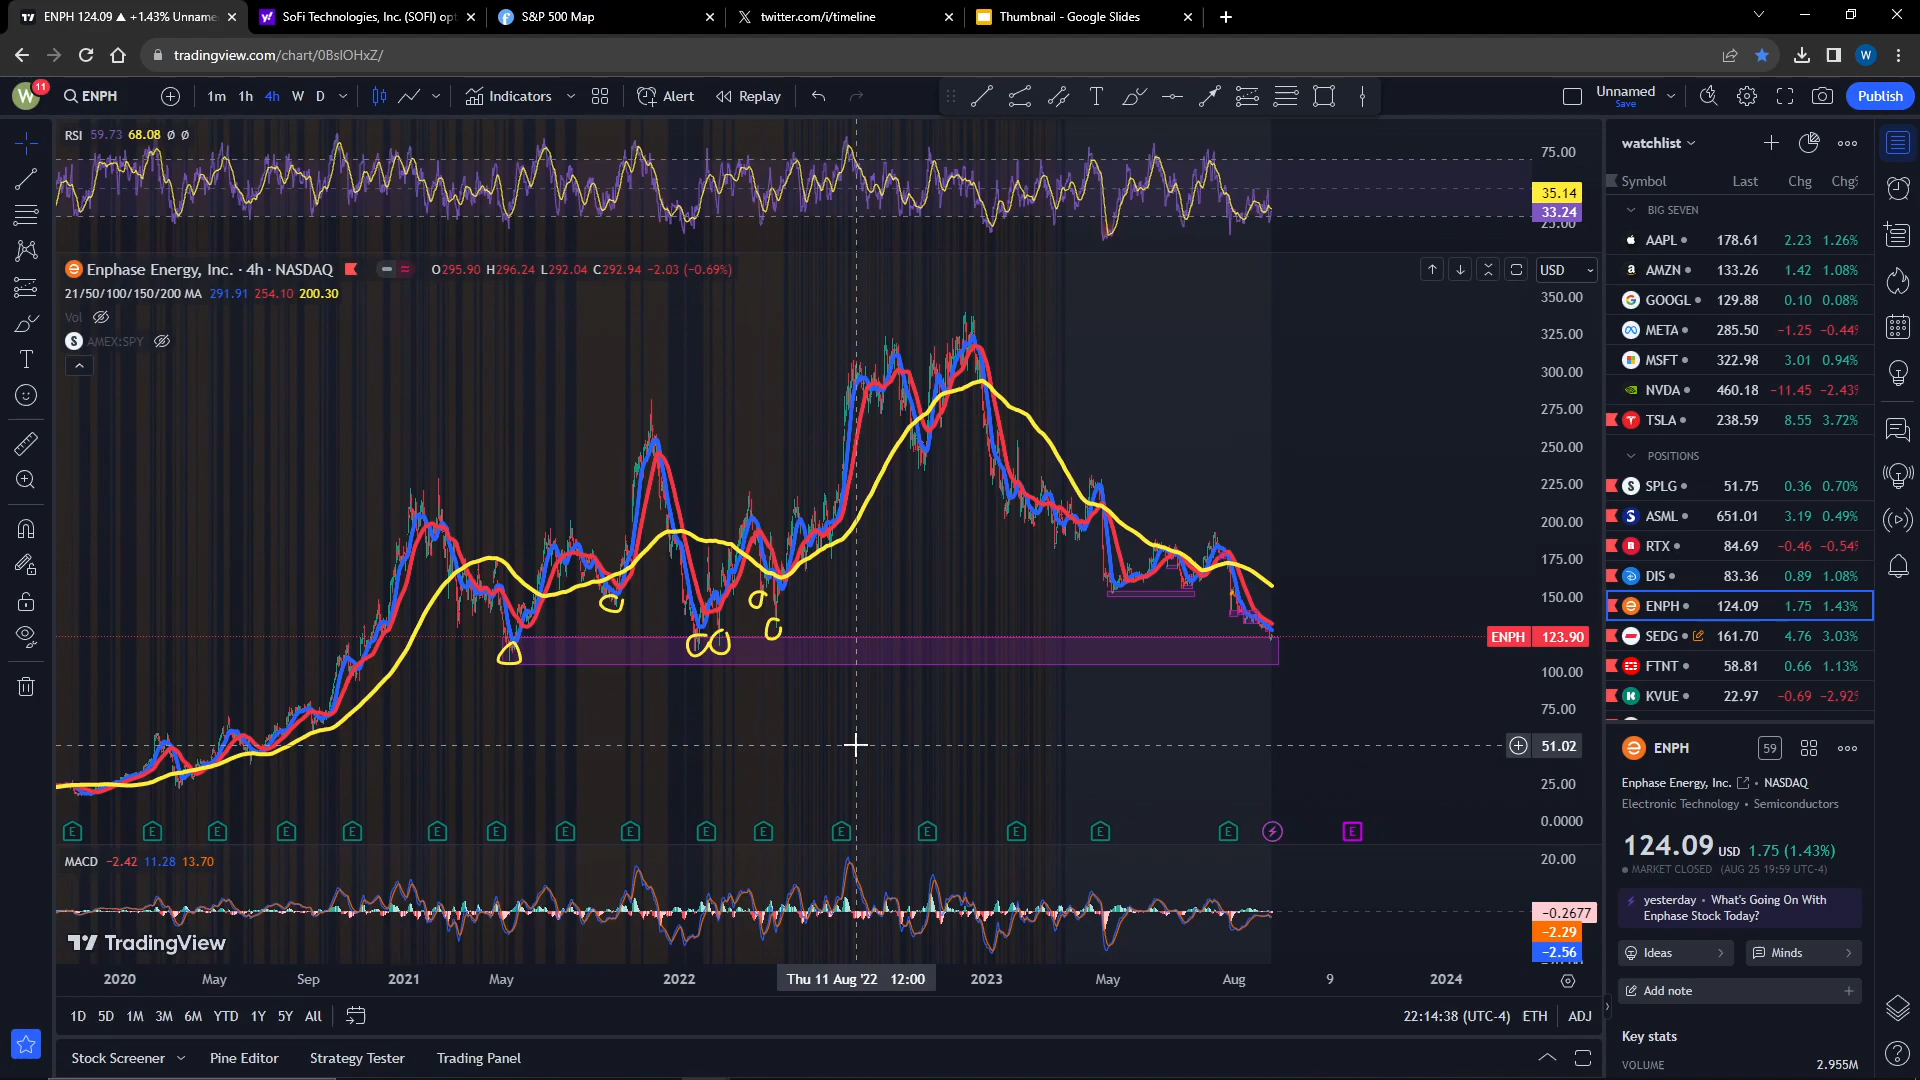 ENPH 124.09 ▲ +1.43% Unname
SoFi Technologies, Inc. (SOFI) opt
S&P 500 Map
twitter.com/i/timeline
Thumbnail - Google Slides
tradingview.com/chart/0BslOHxZ/
W
W
11
ENPH
1m 1h 4h W D
Indicators
Alert
Replay
Unnamed
Save
Publish
RSI 59.73 68.08 ø ø
75.00
35.14
33.24
25.00
Enphase Energy, Inc. · 4h · NASDAQ
O295.90 H296.24 L292.04 C292.94 −2.03 (−0.69%)
USD
21/50/100/150/200 MA 291.91 254.10 200.30
Vol
AMEX:SPY
350.00
325.00
300.00
275.00
250.00
225.00
200.00
175.00
150.00
ENPH 123.90
100.00
75.00
51.02
25.00
0.0000
E E E E E E E E E E E E E E E E E
MACD −2.42 11.28 13.70
20.00
−0.2677
−2.29
−2.56
TradingView
2020 May Sep 2021 May 2022 Thu 11 Aug '22 12:00 2023 May Aug 9 2024
1D 5D 1M 3M 6M YTD 1Y 5Y All
22:14:38 (UTC-4) ETH ADJ
Stock Screener Pine Editor Strategy Tester Trading Panel
watchlist
Symbol Last Chg Chg%
BIG SEVEN
AAPL 178.61 2.23 1.26%
AMZN 133.26 1.42 1.08%
GOOGL 129.88 0.10 0.08%
META 285.50 −1.25 −0.44%
MSFT 322.98 3.01 0.94%
NVDA 460.18 −11.45 −2.43%
TSLA 238.59 8.55 3.72%
POSITIONS
SPLG 51.75 0.36 0.70%
ASML 651.01 3.19 0.49%
RTX 84.69 −0.46 −0.54%
DIS 83.36 0.89 1.08%
ENPH 124.09 1.75 1.43%
SEDG 161.70 4.76 3.03%
FTNT 58.81 0.66 1.13%
KVUE 22.97 −0.69 −2.92%
ENPH
59
Enphase Energy, Inc. • NASDAQ
Electronic Technology • Semiconductors
124.09 USD 1.75 (1.43%)
MARKET CLOSED (AUG 25 19:59 UTC-4)
yesterday • What's Going On With
Enphase Stock Today?
Ideas
Minds
Add note
Key stats
VOLUME 2.955M